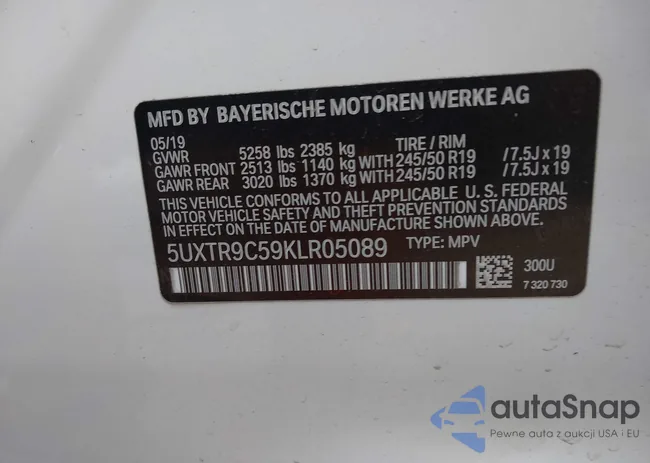 MFD BY BAYERISCHE MOTOREN WERKE AG
05/19 TIRE / RIM
GVWR 5258 lbs 2385 kg
GAWR FRONT 2513 lbs 1140 kg WITH 245/50 R19 /7.5J x 19
GAWR REAR 3020 lbs 1370 kg WITH 245/50 R19 /7.5J x 19
THIS VEHICLE CONFORMS TO ALL APPLICABLE U. S. FEDERAL
MOTOR VEHICLE SAFETY AND THEFT PREVENTION STANDARDS
IN EFFECT ON THE DATE OF MANUFACTURE SHOWN ABOVE.
5UXTR9C59KLR05089 TYPE: MPV
300U
7 320 730
autoSnap
Pewne auta z aukcji USA i EU